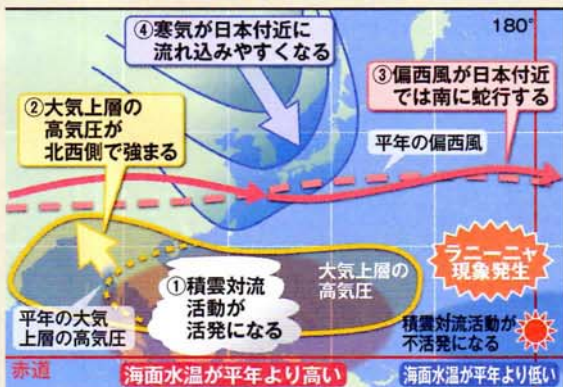 ④寒気が日本付近に
流れ込みやすくなる
180°
③偏西風が日本付近
では南に蛇行する
②大気上層の
高気圧が
北西側で強まる
平年の偏西風
ラニーニャ
現象発生
大気上層の
高気圧
①積雲対流
活動が
活発になる
平年の大気
上層の高気圧
積雲対流活動が
不活発になる
赤道
海面水温が平年より高い
海面水温が平年より低い